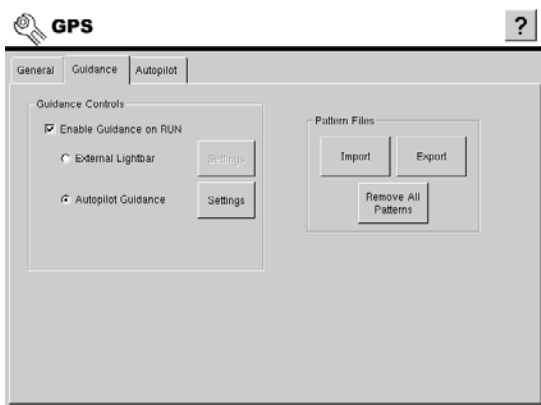 GPS
?
General Guidance Autopilot
Guidance Controls
Enable Guidance on RUN
External Lightbar Settings
Autopilot Guidance Settings
Pattern Files
Import Export
Remove All
Patterns